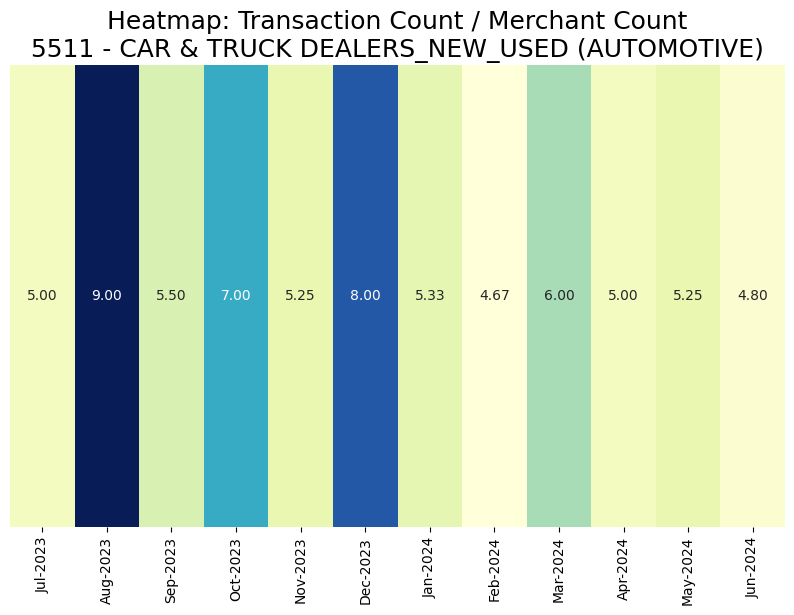 Heatmap: Transaction Count / Merchant Count
5511 - CAR & TRUCK DEALERS_NEW_USED (AUTOMOTIVE)
5.00 9.00 5.50 7.00 5.25 8.00 5.33 4.67 6.00 5.00 5.25 4.80
Jul-2023 Aug-2023 Sep-2023 Oct-2023 Nov-2023 Dec-2023 Jan-2024 Feb-2024 Mar-2024 Apr-2024 May-2024 Jun-2024